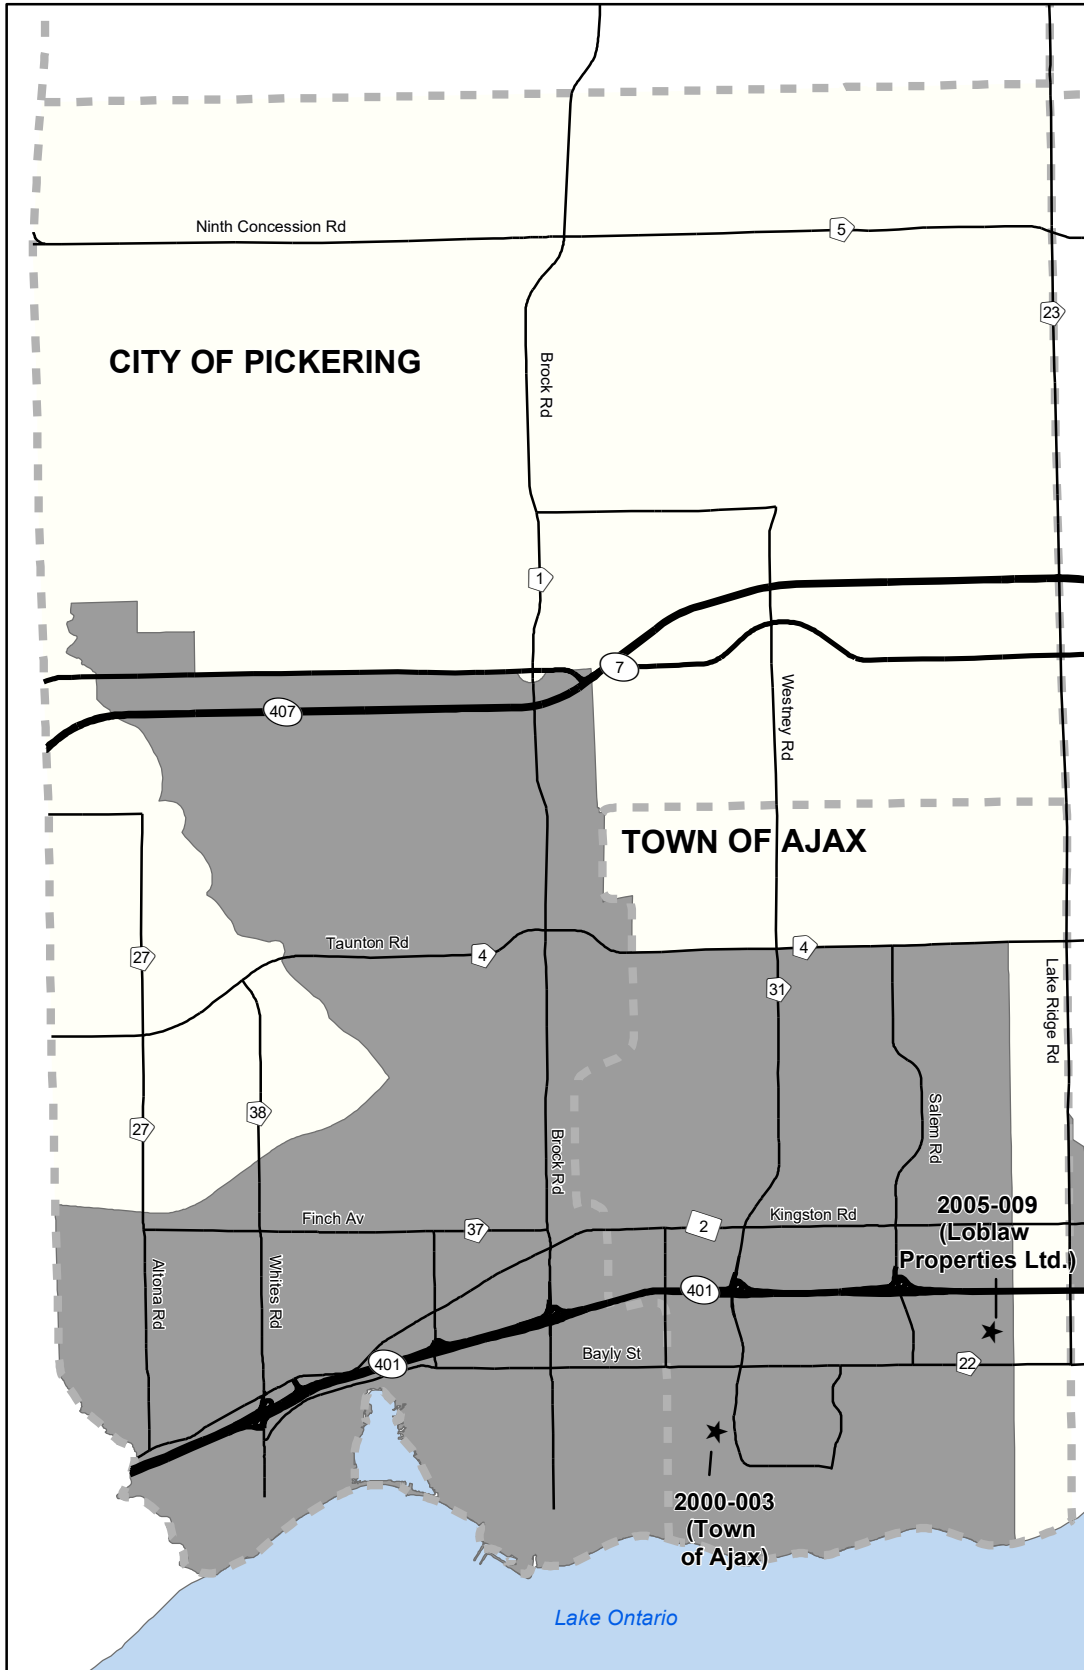 Ninth Concession Rd
5
23
CITY OF PICKERING
Brock Rd
1
7
Westney Rd
407
TOWN OF AJAX
Taunton Rd
4
4
27
31
Lake Ridge Rd
38
27
Salem Rd
Brock Rd
2005-009
(Loblaw
Properties Ltd.)
Finch Av
37
2
Kingston Rd
Altona Rd
Whites Rd
401
401
Bayly St
22
2000-003
(Town
of Ajax)
Lake Ontario